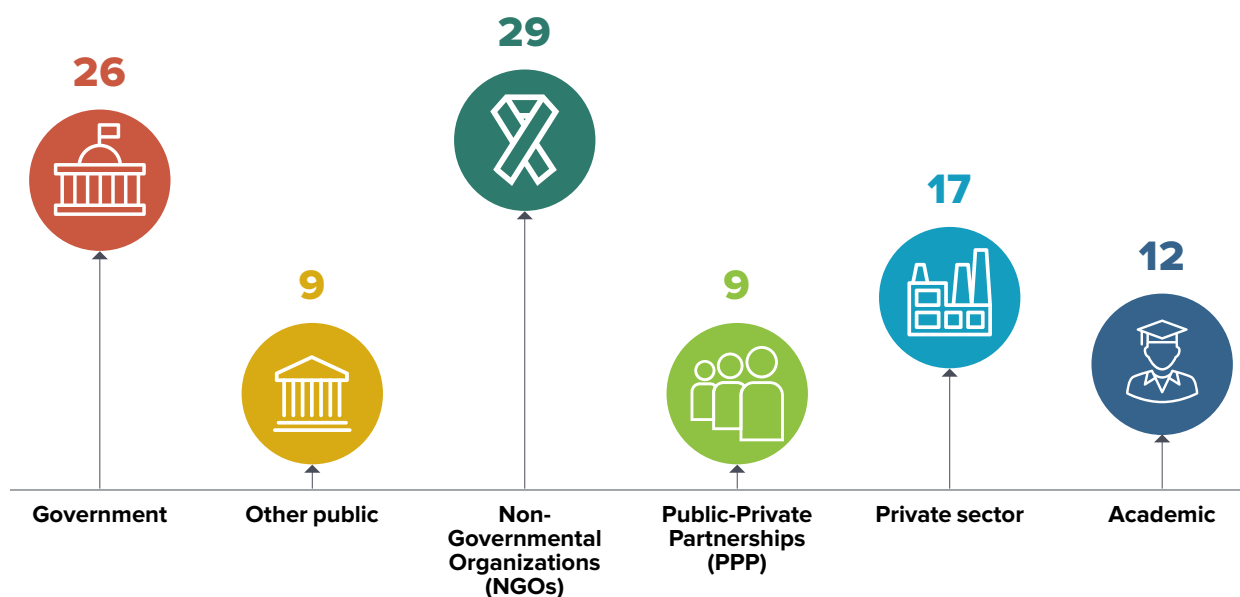 26
9
29
9
17
12
Government
Other public
Non-
Governmental
Organizations
(NGOs)
Public-Private
Partnerships
(PPP)
Private sector
Academic